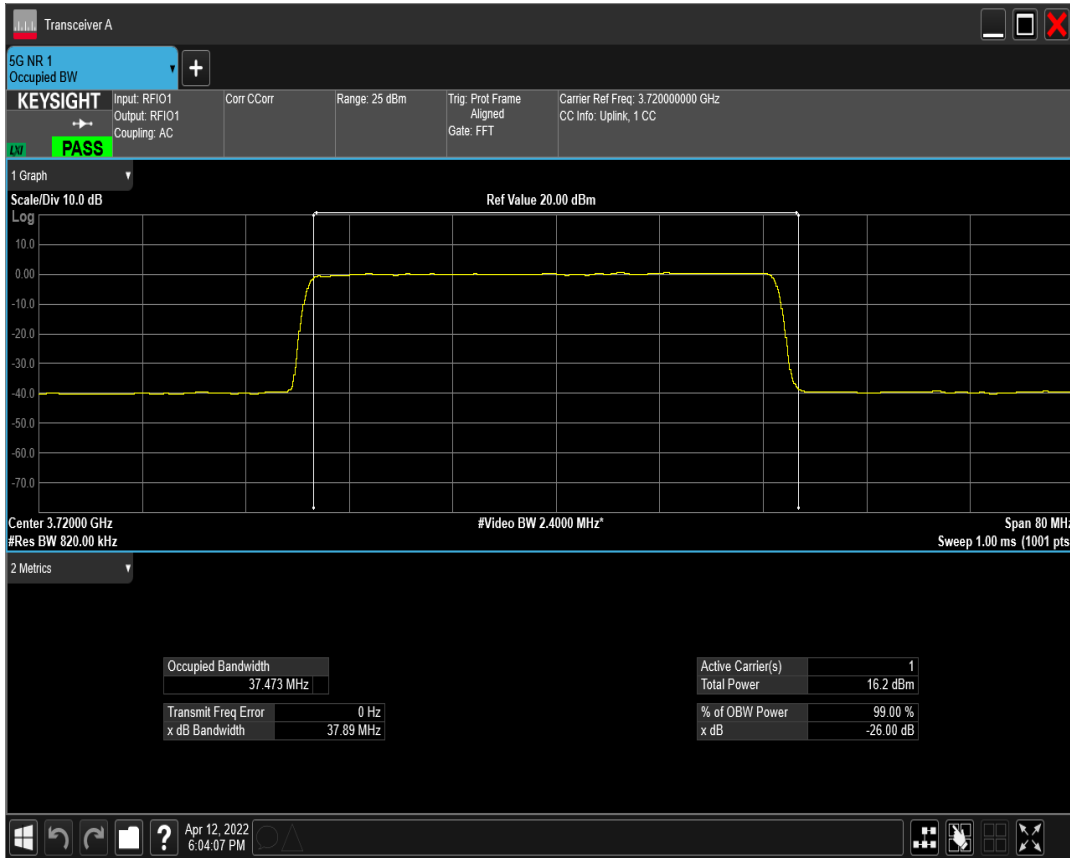 Transceiver A
5G NR 1
Occupied BW
KEYSIGHT
LXI
PASS
Input: RFIO1
Output: RFIO1
Coupling: AC
Corr CCorr
Range: 25 dBm
Trig: Prot Frame
Aligned
Gate: FFT
Carrier Ref Freq: 3.720000000 GHz
CC Info: Uplink, 1 CC
1 Graph
Scale/Div 10.0 dB
Ref Value 20.00 dBm
Log
10.0
0.00
-10.0
-20.0
-30.0
-40.0
-50.0
-60.0
-70.0
Center 3.72000 GHz
#Video BW 2.4000 MHz*
Span 80 MHz
#Res BW 820.00 kHz
Sweep 1.00 ms (1001 pts
2 Metrics
Occupied Bandwidth
37.473 MHz
Transmit Freq Error 0 Hz
x dB Bandwidth 37.89 MHz
Active Carrier(s) 1
Total Power 16.2 dBm
% of OBW Power 99.00 %
x dB -26.00 dB
?
Apr 12, 2022
6:04:07 PM